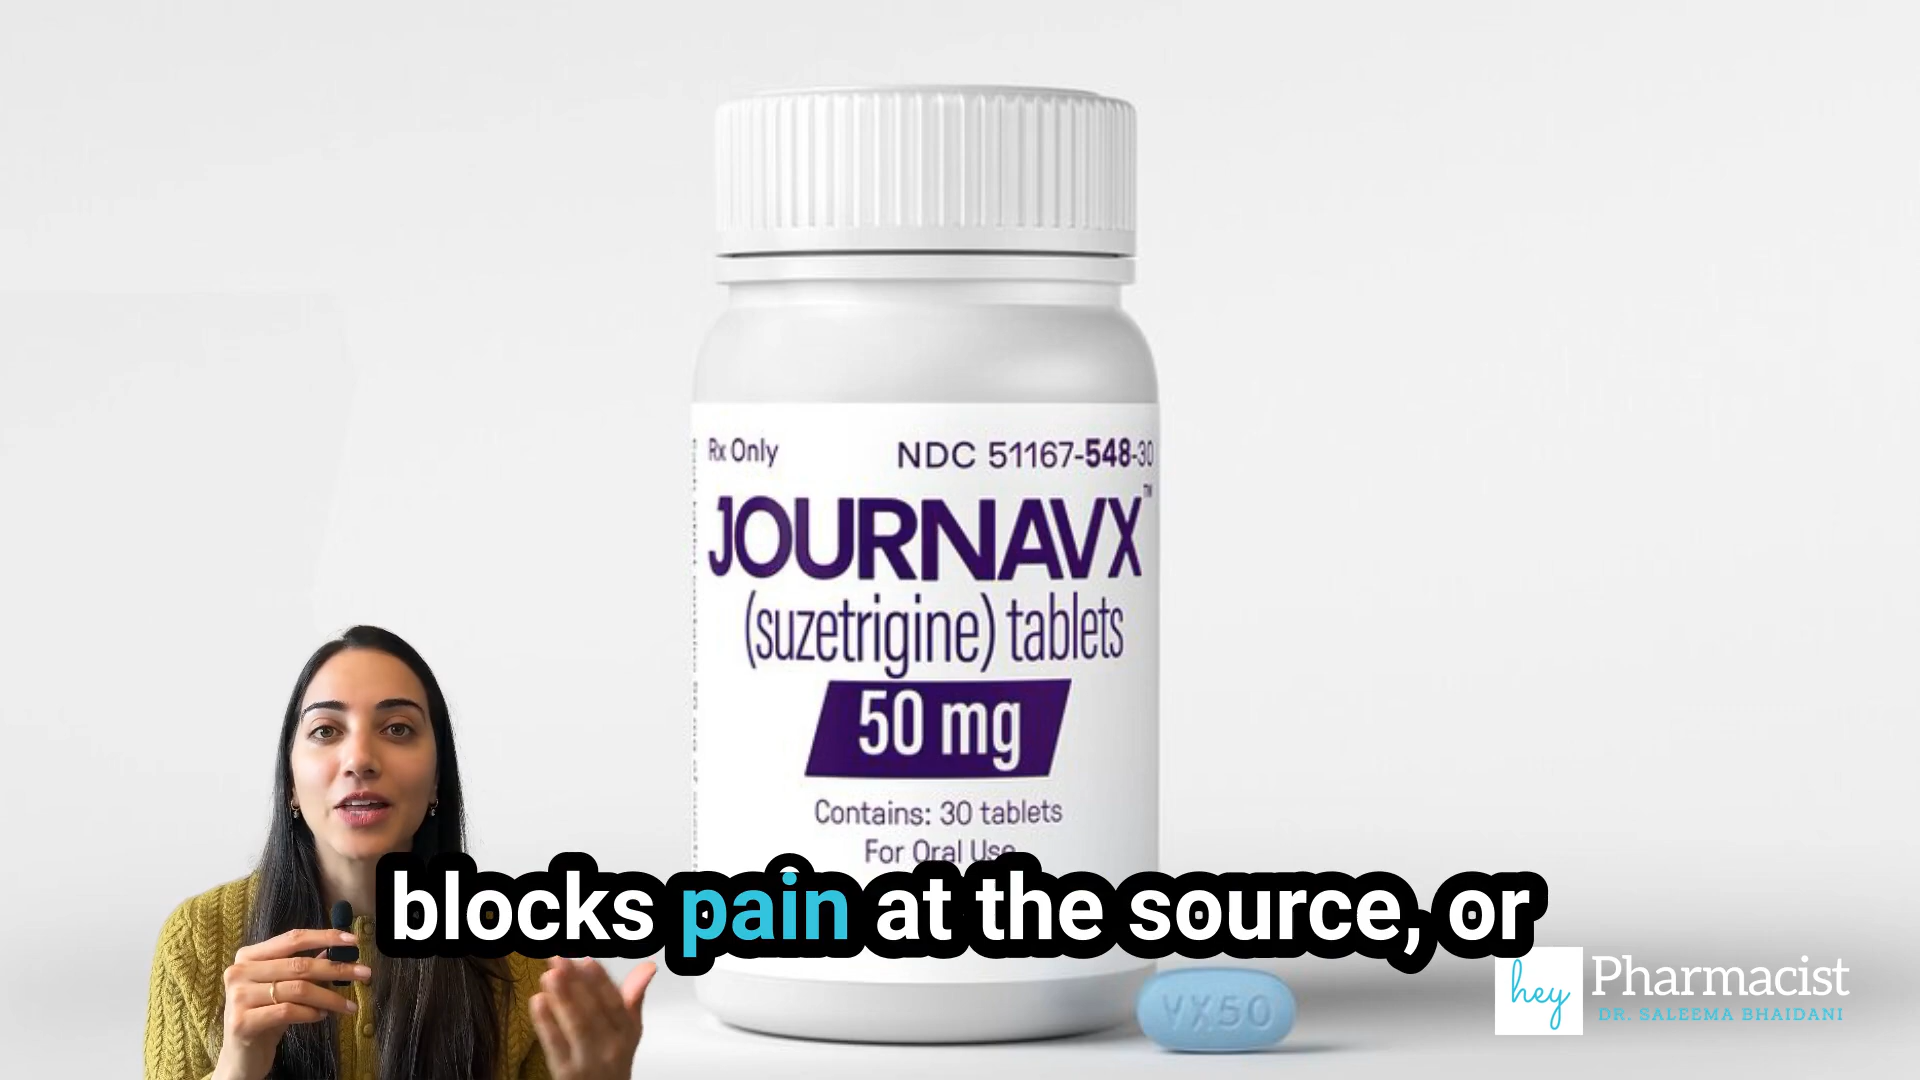 Rx Only
NDC 51167-548-30
JOURNAVX™
(suzetrigine) tablets
50 mg
Contains: 30 tablets
For Oral Use
blocks pain at the source, or
VX50
hey Pharmacist
DR. SALEEMA BHAIDANI